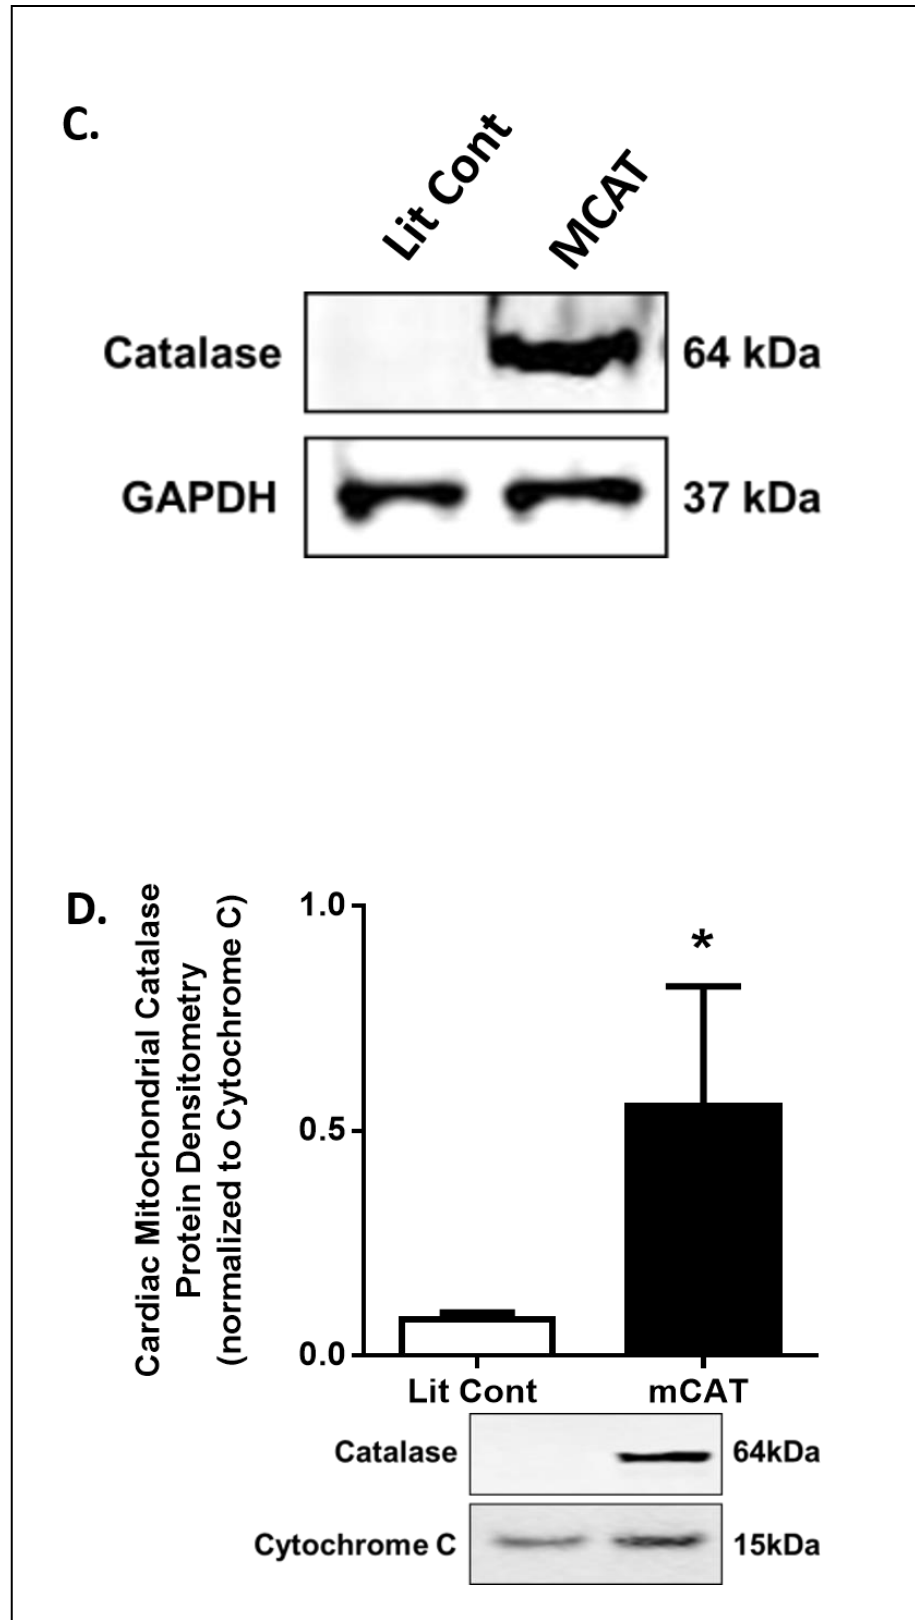 C.
Lit Cont
MCAT
Catalase
64 kDa
GAPDH
37 kDa
D.
Cardiac Mitochondrial Catalase
Protein Densitometry
(normalized to Cytochrome C)
1.0
*
0.5
0.0
Lit Cont
mCAT
Catalase
64kDa
Cytochrome C
15kDa